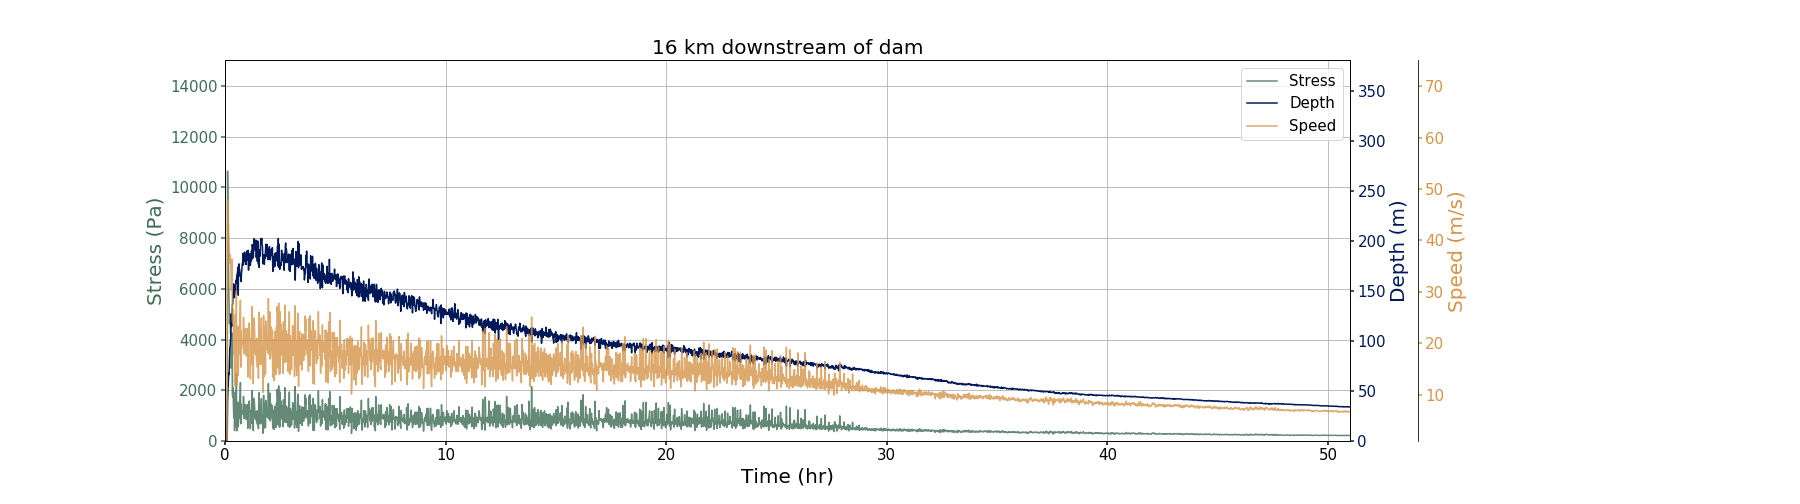 16 km downstream of dam
Stress (Pa)
14000
12000
10000
8000
6000
4000
2000
0
Stress
Depth
Speed
350
300
250
200
150
100
50
0
Depth (m)
70
60
50
40
30
20
10
Speed (m/s)
0 10 20 30 40 50
Time (hr)